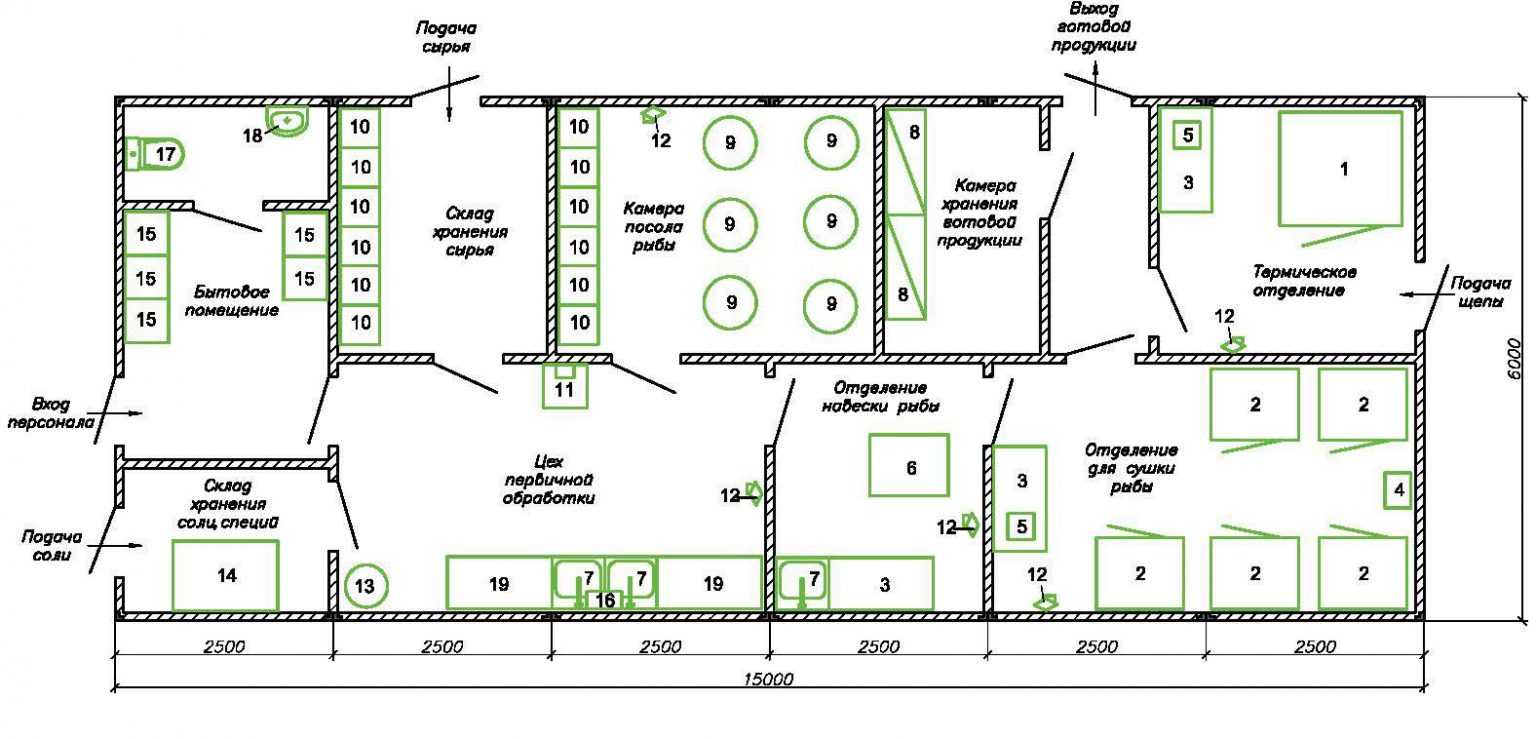 Подача
сырья
Выход
готовой
продукции
18
17
10
10
10
10
10
10
Склад
хранения
сырья
10
10
10
10
10
10
12
Камера
посола
рыбы
9
9
9
9
9
9
8
8
Камера
хранения
готовой
продукции
5
3
1
Термическое
отделение
12
Подача
щепы
15
15
15
15
15
Бытовое
помещение
Вход
персонала
11
Цех
первичной
обработки
12
Отделение
навески рыбы
6
12
Отделение
для сушки
рыбы
2
2
3
5
4
12
2
2
2
Склад
хранения
соли, специй
14
Подача
соли
13
19
7
16
7
19
7
3
2500
2500
2500
2500
2500
2500
15000
6000